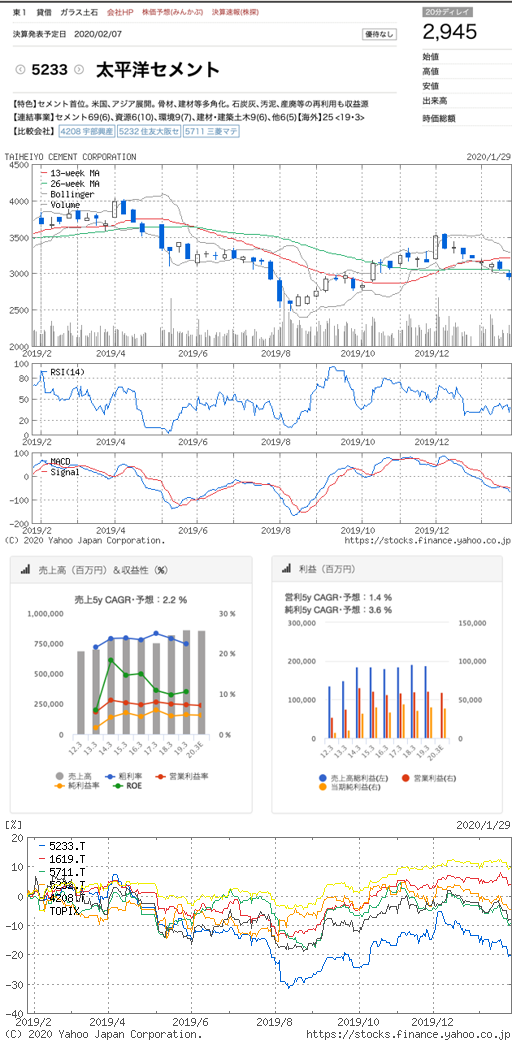 東１ 貸借 ガラス土石 会社HP 株価予想(みんかぶ) 決算速報(株探)
20分ディレイ
2,945
決算発表予定日 2020/02/07
優待なし
5233
太平洋セメント
始値
高値
安値
出来高
時価総額
【特色】セメント首位。米国、アジア展開。骨材、建材等多角化。石炭灰、汚泥、産廃等の再利用も収益源
【連結事業】セメント69(6)、資源6(10)、環境9(7)、建材・建築土木9(6)、他6(5)【海外】25 <19・3>
【比較会社】 4208 宇部興産 5232 住友大阪セ 5711 三菱マテ
TAIHEIYO CEMENT CORPORATION 2020/1/29
4500
13-week MA
26-week MA
Bollinger
Volume
4000
3500
3000
2500
2000
2019/2 2019/4 2019/6 2019/8 2019/10 2019/12
100
RSI(14)
80
50
20
0
2019/2 2019/4 2019/6 2019/8 2019/10 2019/12
100
MACD
Signal
0
-100
-200
2019/2 2019/4 2019/6 2019/8 2019/10 2019/12
(C) 2020 Yahoo Japan Corporation. https://stocks.finance.yahoo.co.jp
売上高（百万円）＆収益性（%）
売上5y CAGR・予想：2.2 %
1,000,000 30 %
750,000
20 %
500,000
10 %
250,000
0 0 %
12.3 13.3 14.3 15.3 16.3 17.3 18.3 19.3 20.3E
売上高 粗利率 営業利益率
純利益率 ROE
利益（百万円）
営利5y CAGR・予想：1.4 %
純利5y CAGR・予想：3.6 %
300,000 150,000
200,000 100,000
100,000 50,000
0 0
12.3 13.3 14.3 15.3 16.3 17.3 18.3 19.3 20.3E
売上高総利益(左) 営業利益(右)
当期純利益(右)
[%] 2020/1/29
20
5233.T
1619.T
5711.T
5232.T
4208.T
TOPIX
10
0
-10
-20
-30
-40
2019/2 2019/4 2019/6 2019/8 2019/10 2019/12
(C) 2020 Yahoo Japan Corporation. https://stocks.finance.yahoo.co.jp